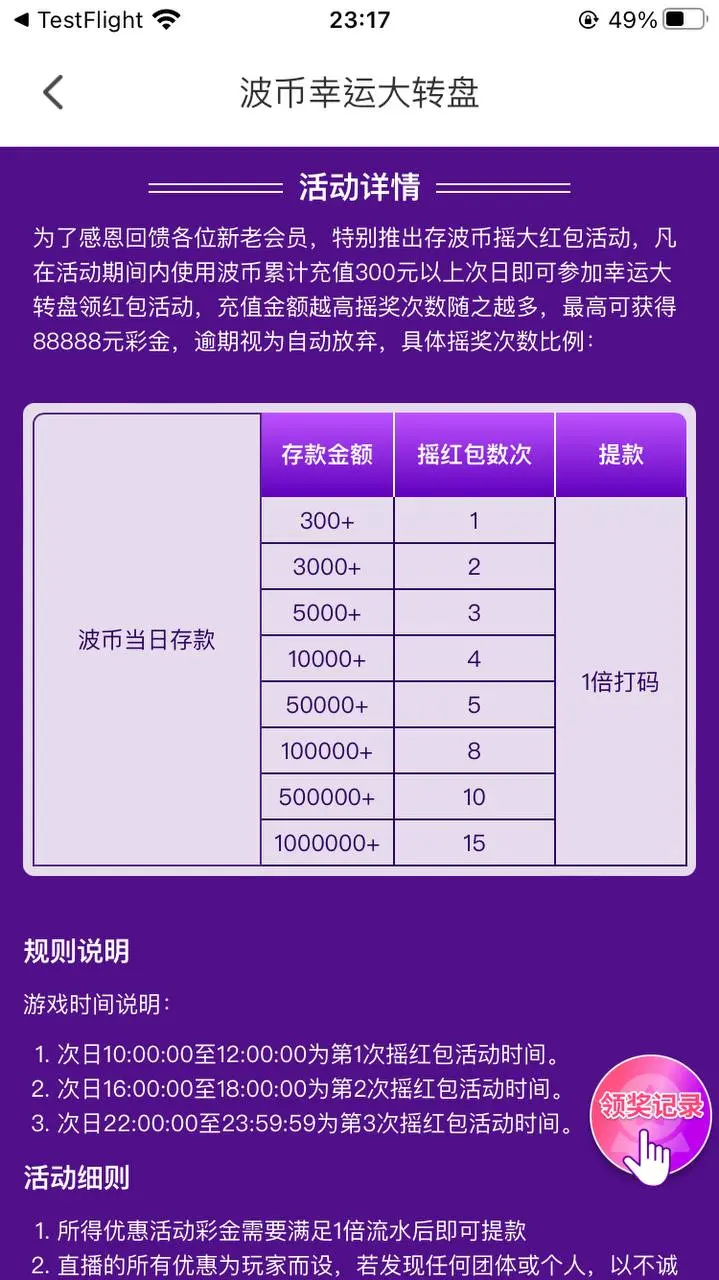 TestFlight 23:17 49%
波币幸运大转盘
活动详情
为了感恩回馈各位新老会员，特别推出存波币摇大红包活动，凡
在活动期间内使用波币累计充值300元以上次日即可参加幸运大
转盘领红包活动，充值金额越高摇奖次数随之越多，最高可获得
88888元彩金，逾期视为自动放弃，具体摇奖次数比例：
存款金额 摇红包数次 提款
300+ 1
3000+ 2
5000+ 3
波币当日存款
10000+ 4
1倍打码
50000+ 5
100000+ 8
500000+ 10
1000000+ 15
规则说明
游戏时间说明：
1. 次日10:00:00至12:00:00为第1次摇红包活动时间。
2. 次日16:00:00至18:00:00为第2次摇红包活动时间。
领奖记录
3. 次日22:00:00至23:59:59为第3次摇红包活动时间。
活动细则
1. 所得优惠活动彩金需要满足1倍流水后即可提款
2. 直播的所有优惠为玩家而设，若发现任何团体或个人，以不诚